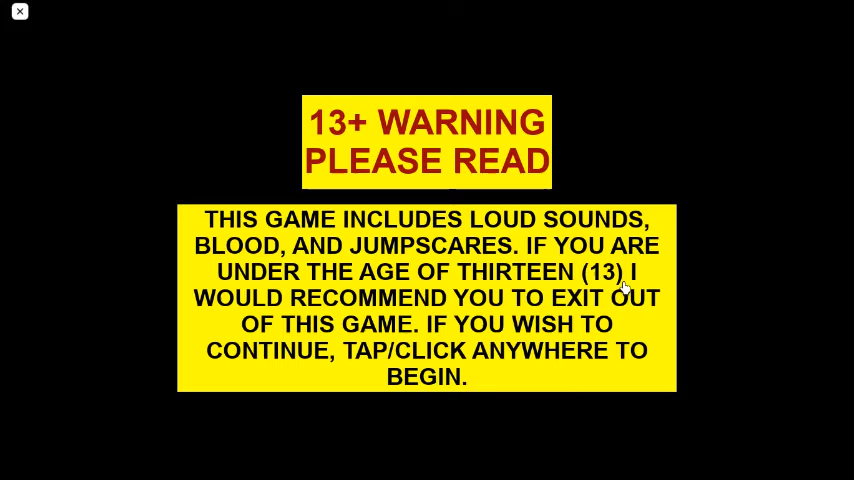 13+ WARNING
PLEASE READ
THIS GAME INCLUDES LOUD SOUNDS,
BLOOD, AND JUMPSCARES. IF YOU ARE
UNDER THE AGE OF THIRTEEN (13) I
WOULD RECOMMEND YOU TO EXIT OUT
OF THIS GAME. IF YOU WISH TO
CONTINUE, TAP/CLICK ANYWHERE TO
BEGIN.